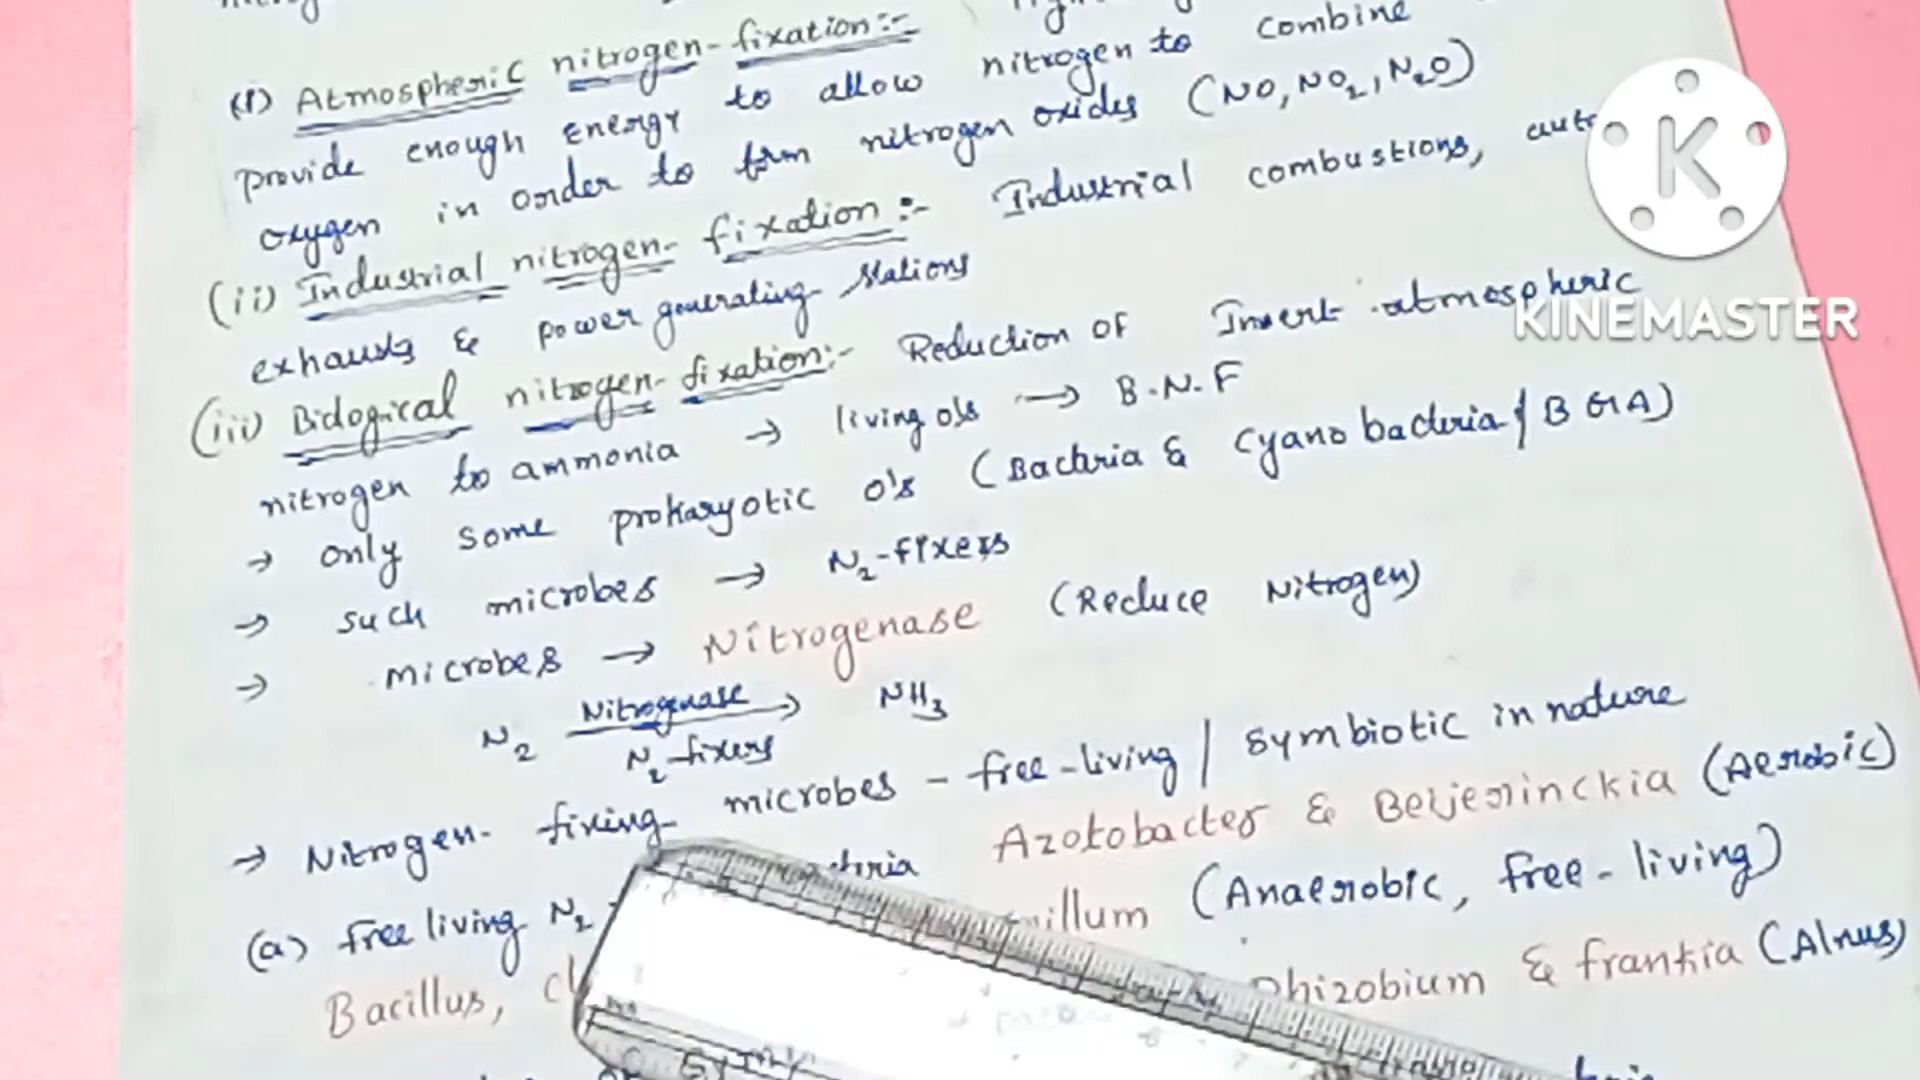 (i) Atmospheric nitrogen-fixation:-
provide enough energy to allow nitrogen to combine
oxygen in order to form nitrogen oxides (NO, NO2, N2O)
(ii) Industrial nitrogen-fixation:- Industrial combustions, auto
exhausts & power generating stations
(iii) Biological nitrogen-fixation:- Reduction of Inert atmospheric
nitrogen to ammonia → living o's → B.N.F
→ only some prokaryotic o's (Bacteria & Cyanobacteria/BGA)
→ such microbes → N2-fixers
→ microbes → Nitrogenase (Reduce Nitrogen)
N2 Nitrogenase → NH3
N2-fixers
→ Nitrogen-fixing microbes - free-living / symbiotic in nature
(a) free living N2 Azotobacter & Beijerinckia (Aerobic)
Bacillus, (Anaerobic, free-living)
Rhizobium & frankia (Alnus)
K
KINEMASTER